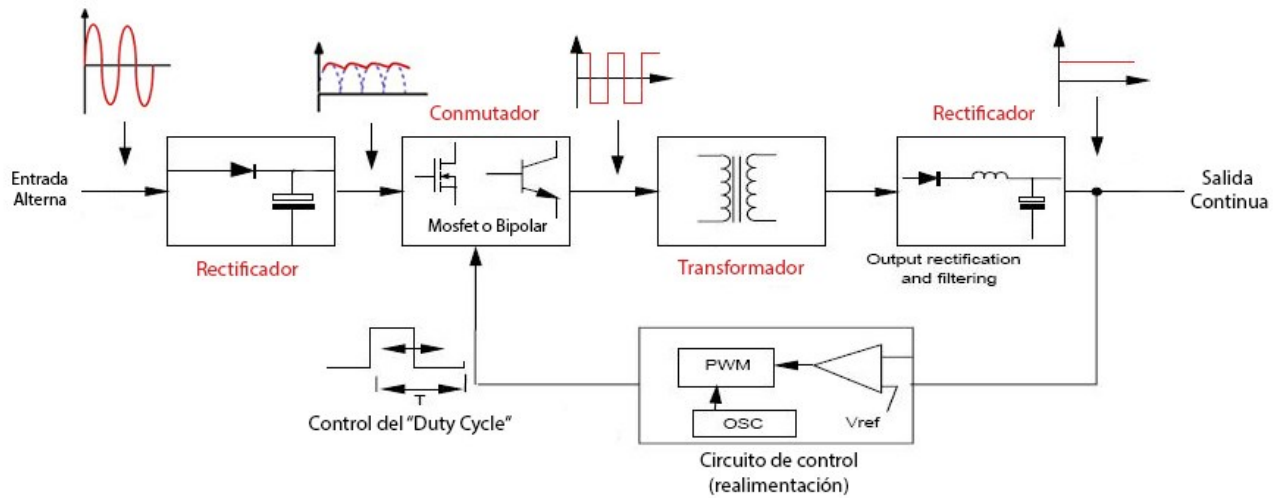 Conmutador
Rectificador
Entrada
Alterna
Mosfet o Bipolar
Salida
Continua
Rectificador
Transformador
Output rectification
and filtering
T
Control del "Duty Cycle"
PWM
OSC
Vref
Circuito de control
(realimentación)